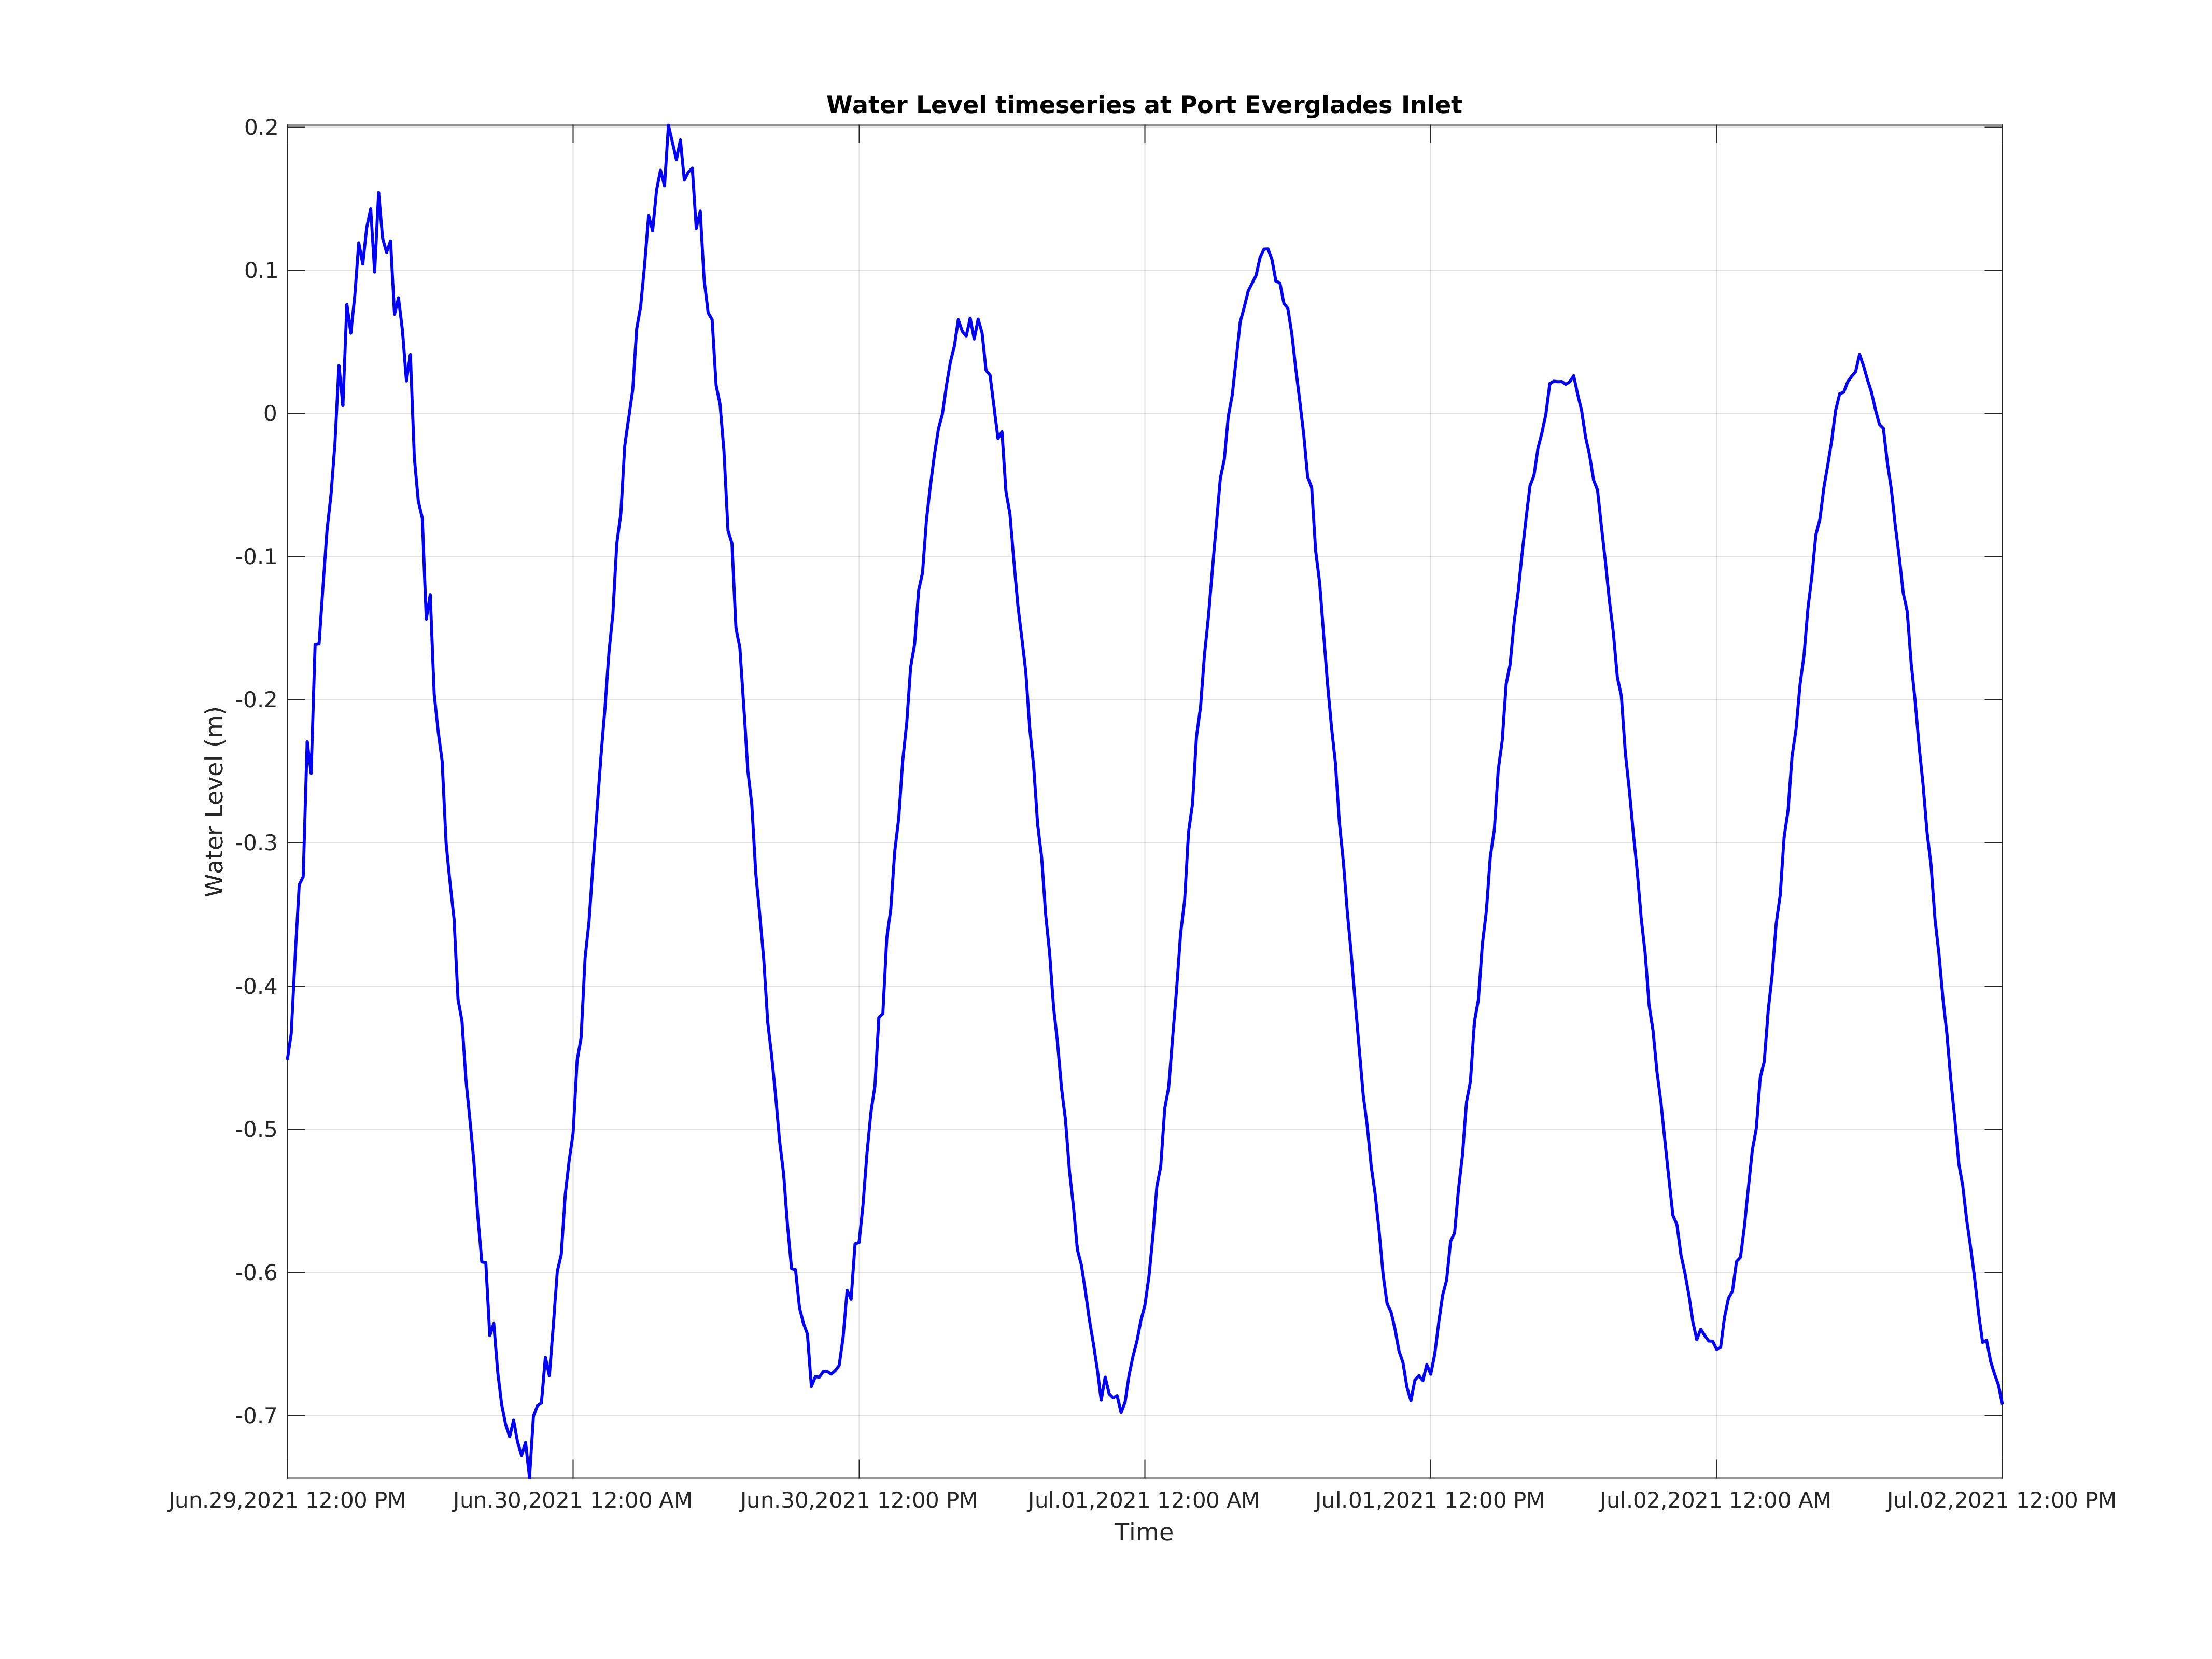 Water Level timeseries at Port Everglades Inlet
0.2
0.1
0
-0.1
-0.2
-0.3
-0.4
-0.5
-0.6
-0.7
Water Level (m)
Jun.29,2021 12:00 PM Jun.30,2021 12:00 AM Jun.30,2021 12:00 PM Jul.01,2021 12:00 AM Jul.01,2021 12:00 PM Jul.02,2021 12:00 AM Jul.02,2021 12:00 PM
Time